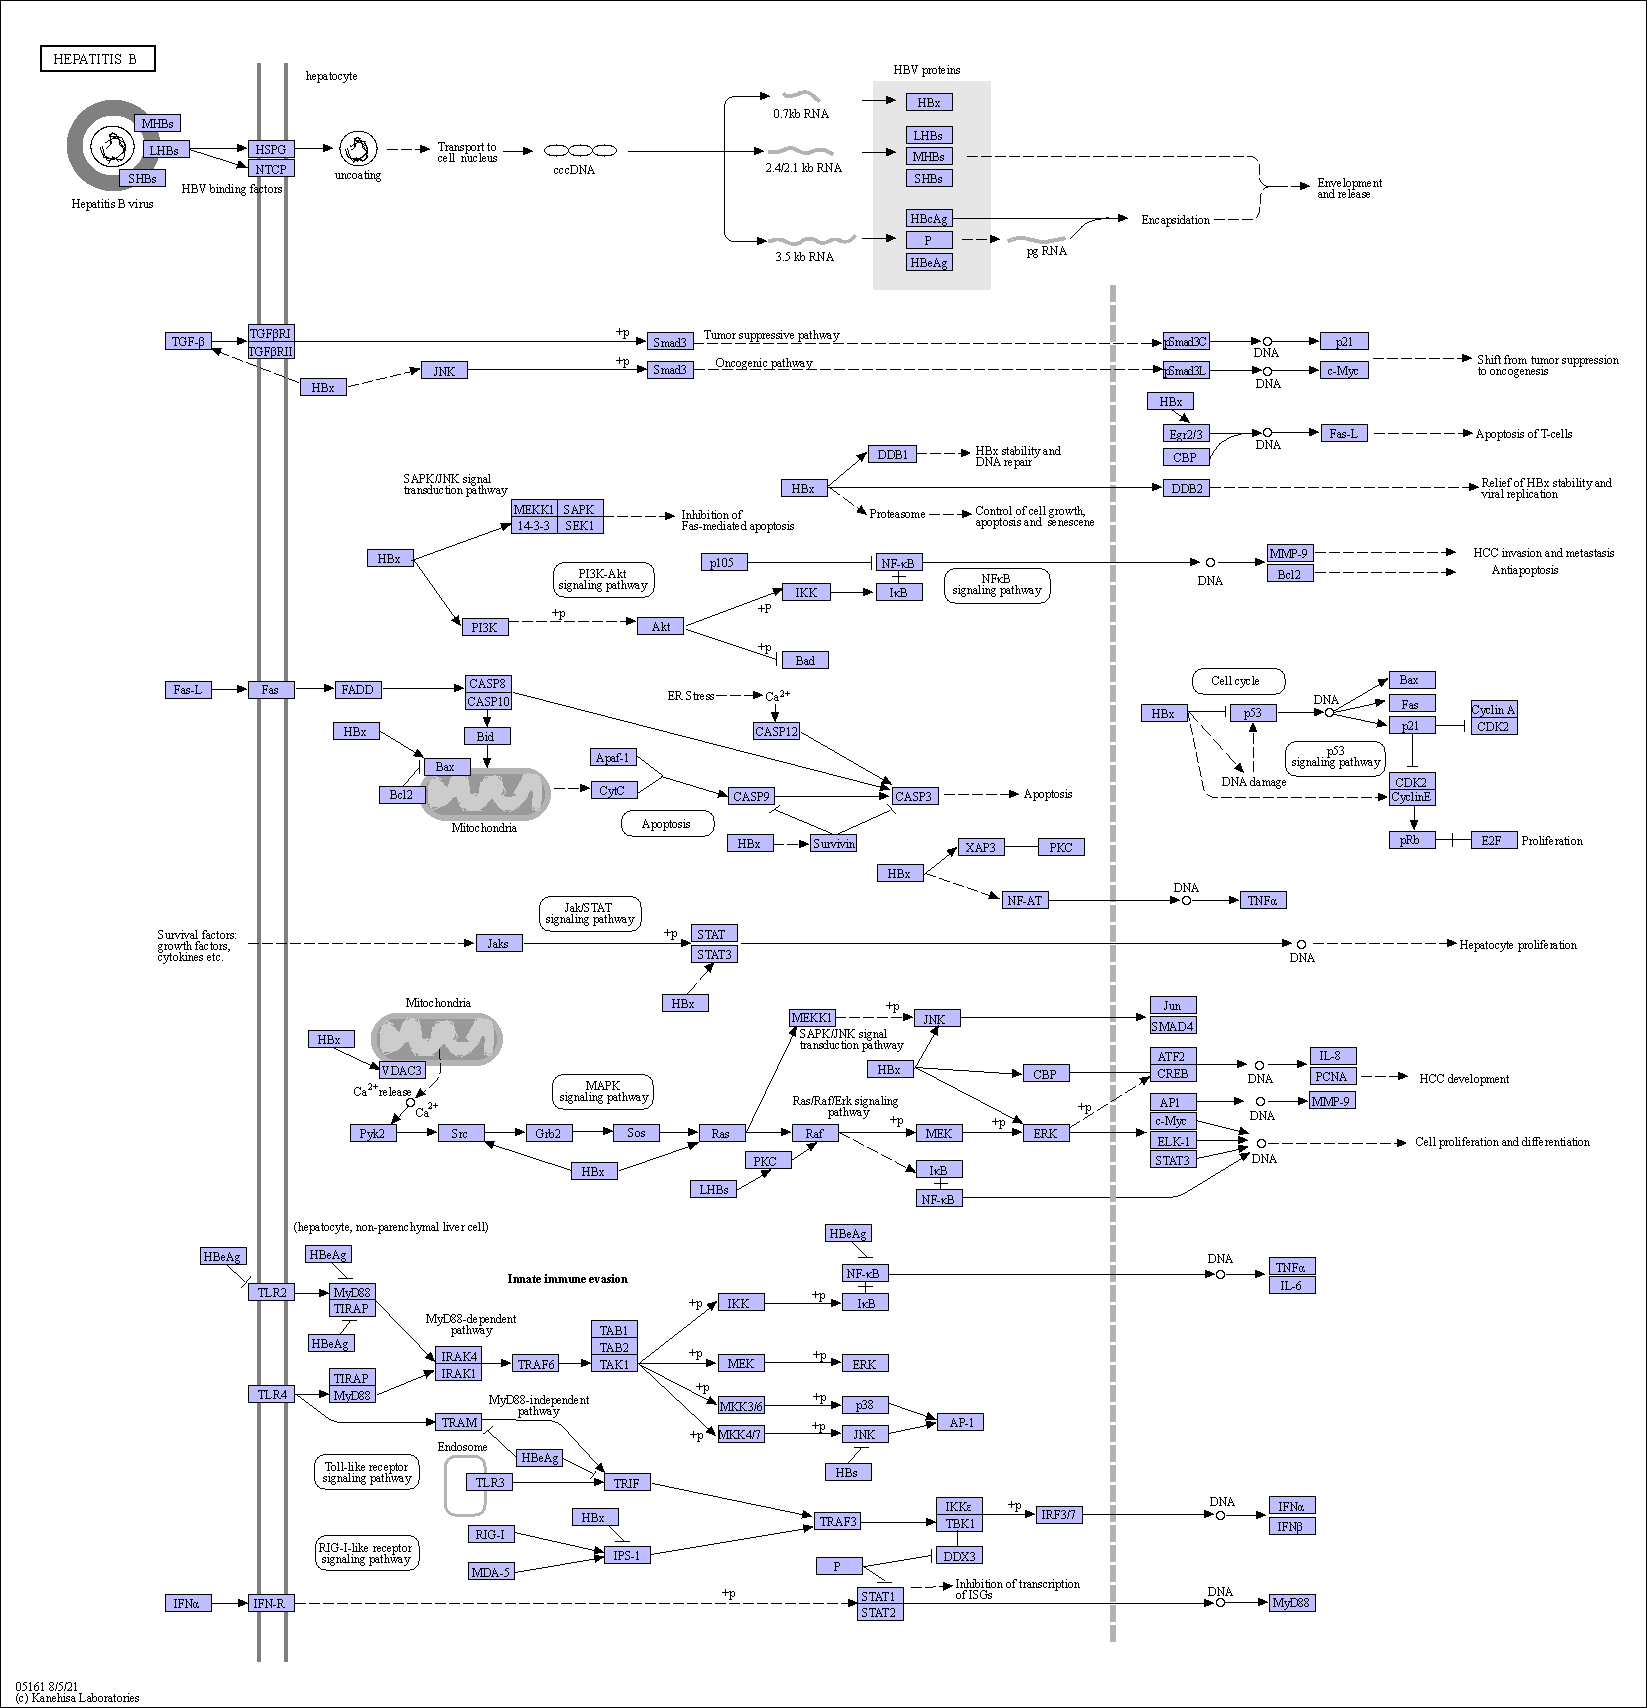 HEPATITIS B
hepatocyte
HBV proteins
MHBs
LHBs
SHBs
Hepatitis B virus
HSPG
NTCP
HBV binding factors
uncoating
Transport to
cell nucleus
cccDNA
0.7kb RNA
2.4/2.1 kb RNA
3.5 kb RNA
HBx
LHBs
MHBs
SHBs
HBcAg
P
HBeAg
pg RNA
Encapsidation
Envelopment
and release
TGF-β
TGFβRI
TGFβRII
+p
Smad3
Tumor suppressive pathway
pSmad3C
DNA
p21
HBx
JNK
+p
Smad3
Oncogenic pathway
pSmad3L
DNA
c-Myc
Shift from tumor suppression
to oncogenesis
HBx
Egr2/3
CBP
DNA
Fas-L
Apoptosis of T-cells
HBx
DDB1
HBx stability and
DNA repair
DDB2
Relief of HBx stability and
viral replication
Proteasome
Control of cell growth,
apoptosis and senescene
SAPK/JNK signal
transduction pathway
MEKK1
SAPK
14-3-3
SEK1
Inhibition of
Fas-mediated apoptosis
HBx
PI3K-Akt
signaling pathway
p105
NF-κB
NFκB
signaling pathway
DNA
MMP-9
Bcl2
HCC invasion and metastasis
Antiapoptosis
IKK
IκB
PI3K
+p
Akt
+P
+p
Bad
Fas-L
Fas
FADD
CASP8
CASP10
ER Stress
Ca2+
CASP12
HBx
Bid
Bax
Bcl2
Mitochondria
Apaf-1
CytC
CASP9
CASP3
Apoptosis
Apoptosis
HBx
Survivin
Cell cycle
HBx
p53
DNA
Bax
Fas
p21
Cyclin A
CDK2
p53
signaling pathway
DNA damage
CDK2
CyclinE
pRb
E2F
Proliferation
HBx
XAP3
PKC
NF-AT
DNA
TNFα
Jak/STAT
signaling pathway
Survival factors:
growth factors,
cytokines etc.
Jaks
+p
STAT
STAT3
HBx
DNA
Hepatocyte proliferation
Mitochondria
HBx
VDAC3
Ca2+ release
Ca2+
MAPK
signaling pathway
MEKK1
+p
JNK
SAPK/JNK signal
transduction pathway
HBx
CBP
Jun
SMAD4
ATF2
CREB
DNA
IL-8
PCNA
HCC development
Pyk2
Src
Grb2
Sos
Ras
Raf
Ras/Raf/Erk signaling
pathway
+p
MEK
+p
ERK
+p
AP1
c-Myc
ELK-1
STAT3
DNA
MMP-9
DNA
Cell proliferation and differentiation
HBx
PKC
LHBs
IκB
NF-κB
(hepatocyte, non-parenchymal liver cell)
HBeAg
HBeAg
TLR2
MyD88
TIRAP
HBeAg
Innate immune evasion
MyD88-dependent
pathway
HBeAg
NF-κB
IκB
DNA
TNFα
IL-6
TLR4
TIRAP
MyD88
IRAK4
IRAK1
TRAF6
TAB1
TAB2
TAK1
+p
IKK
+p
+p
MEK
+p
ERK
+p
MKK3/6
+p
p38
+p
MKK4/7
+p
JNK
AP-1
HBs
TRAM
MyD88-independent
pathway
Endosome
HBeAg
TLR3
TRIF
Toll-like receptor
signaling pathway
RIG-I
HBx
IPS-1
MDA-5
RIG-I-like receptor
signaling pathway
TRAF3
IKKε
TBK1
DDX3
+p
IRF3/7
DNA
IFNα
IFNβ
P
IFNα
IFN-R
+p
STAT1
STAT2
Inhibition of transcription
of ISGs
DNA
MyD88
05161 8/5/21
(c) Kanehisa Laboratories